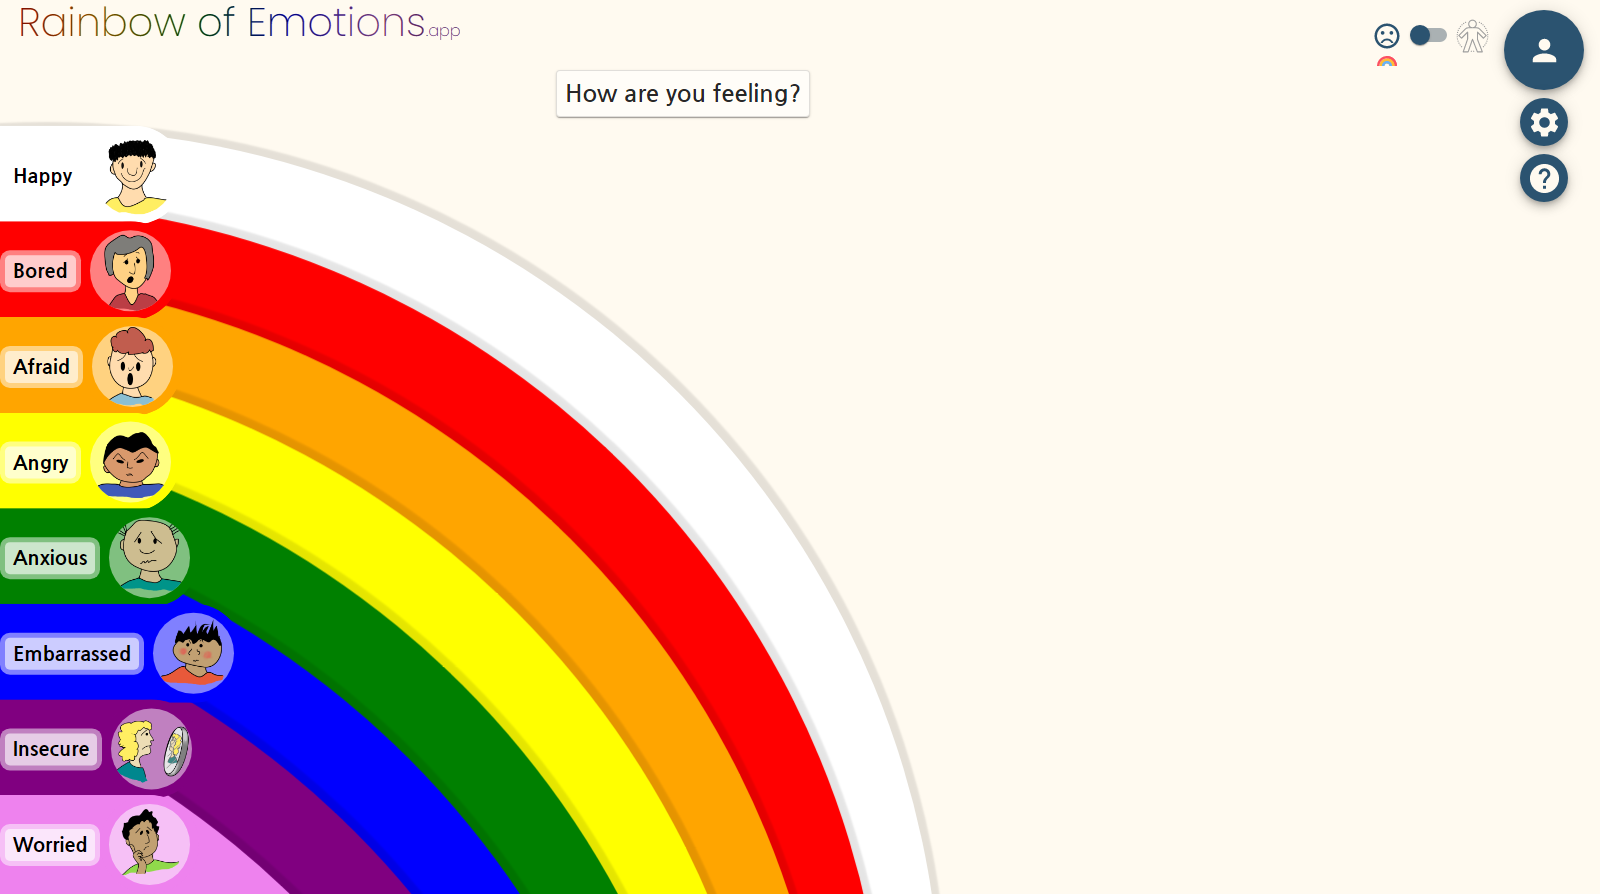 Rainbow of Emotions.app
How are you feeling?
Happy
Bored
Afraid
Angry
Anxious
Embarrassed
Insecure
Worried